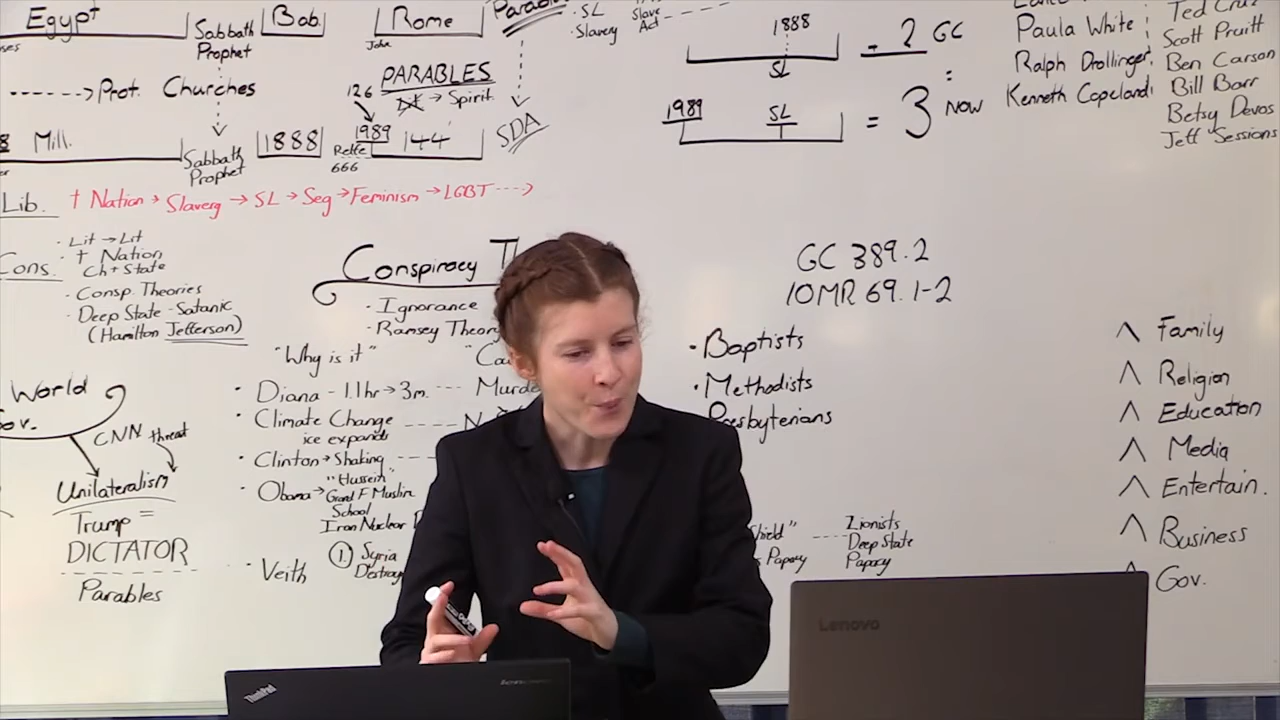 Egypt
Sabbath
Prophet
Bab.
Rome
John
SL
Slavery
Slave
Act
1888
SL
- 2 GC
:
Paula White
Ralph Drollinger
Kenneth Copeland
Ted Cruz
Scott Pruitt
Ben Carson
Bill Barr
Betsy Devos
Jeff Sessions
Prot. Churches
PARABLES
126
→ Spirit.
1989
SL
= 3 NOW
Mill.
Sabbath
Prophet
1888
1989
144
666
SDA
Lib.
† Nation → Slavery → SL → Seg → Feminism → LGBT
Cons.
· Lit → Lit
· † Nation
Ch + State
· Consp. Theories
· Deep State - Satanic
(Hamilton Jefferson)
Conspiracy
· Ignorance
· Ramsey Theory
"Why is it"
· Diana - 1.1hr → 3m.
· Climate Change
ice expands
· Clinton → Shaking
· Obama → "Hussein"
Grand F Muslim
School
Iron Nuclear
Veith
① Syria
GC 389.2
10MR 69.1-2
· Baptists
· Methodists
Presbyterians
Zionists
Deep State
Papacy
Papacy
World
CNN threat
Unilateralism
Trump =
DICTATOR
Parables
Λ Family
Λ Religion
Λ Education
Λ Media
Λ Entertain.
Λ Business
Λ Gov.
ThinkPad
Lenovo